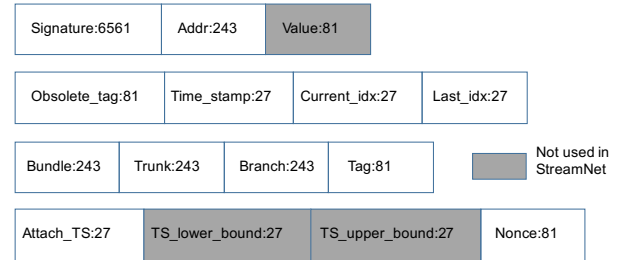 Signature:6561 Addr:243 Value:81
Obsolete_tag:81 Time_stamp:27 Current_idx:27 Last_idx:27
Bundle:243 Trunk:243 Branch:243 Tag:81
Not used in
StreamNet
Attach_TS:27 TS_lower_bound:27 TS_upper_bound:27 Nonce:81